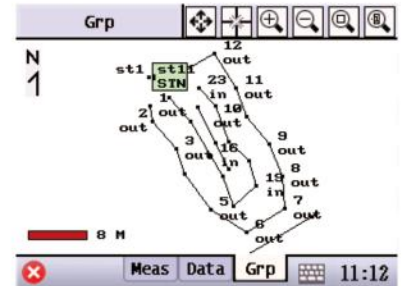 Grp
N
12
out
st1 st11
STN
23
in
11
out
1
out
2
out
10
out
3
out
9
out
16
in
8
out
19
in
7
out
5
out
6
out
8 M
Meas Data Grp 11:12